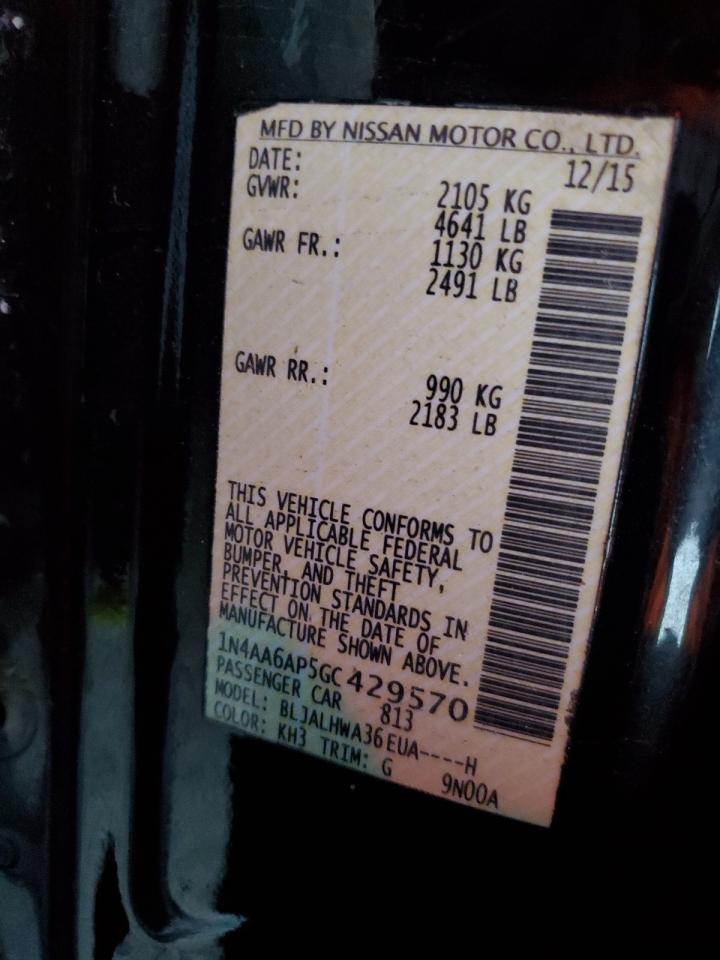 MFD BY NISSAN MOTOR CO., LTD.
DATE: 12/15
GVWR: 2105 KG
4641 LB
GAWR FR.: 1130 KG
2491 LB
GAWR RR.: 990 KG
2183 LB
THIS VEHICLE CONFORMS TO
ALL APPLICABLE FEDERAL
MOTOR VEHICLE SAFETY,
BUMPER, AND THEFT
PREVENTION STANDARDS IN
EFFECT ON THE DATE OF
MANUFACTURE SHOWN ABOVE.
1N4AA6AP5GC429570
PASSENGER CAR 813
MODEL: BLJALHWA36EUA----H
COLOR: KH3 TRIM: G 9N00A